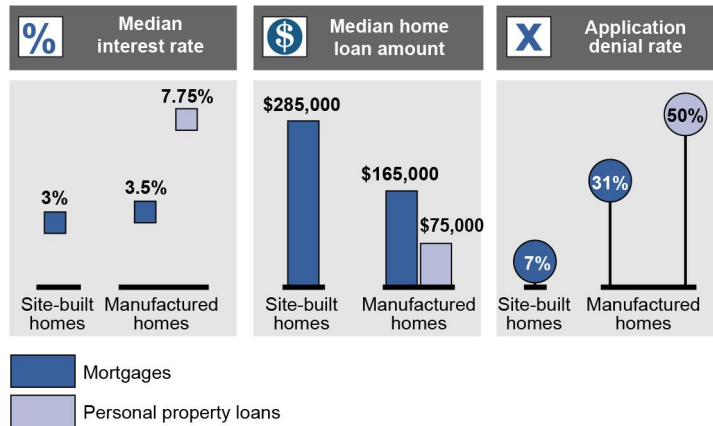 %
Median
interest rate
7.75%
3%
3.5%
Site-built
homes
Manufactured
homes
$
Median home
loan amount
$285,000
$165,000
$75,000
Site-built
homes
Manufactured
homes
X
Application
denial rate
50%
31%
7%
Site-built
homes
Manufactured
homes
Mortgages
Personal property loans